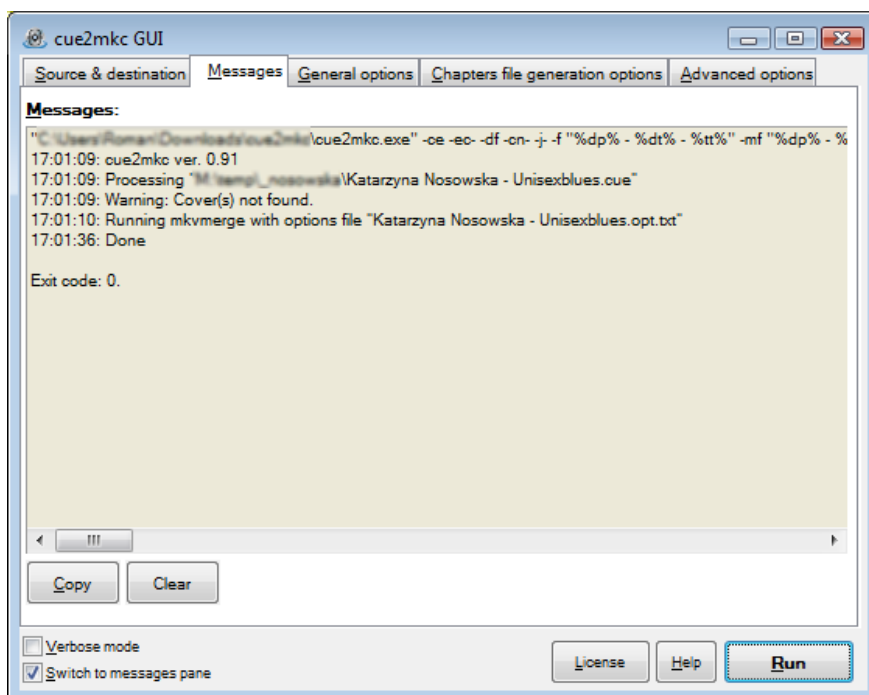 cue2mkc GUI
Source & destination Messages General options Chapters file generation options Advanced options
Messages:
\cue2mkc.exe" -ce -ec- -df -cn- -j- -f "%dp% - %dt% - %tt%" -mf "%dp% - %
17:01:09: cue2mkc ver. 0.91
17:01:09: Processing "\Katarzyna Nosowska - Unisexblues.cue"
17:01:09: Warning: Cover(s) not found.
17:01:10: Running mkvmerge with options file "Katarzyna Nosowska - Unisexblues.opt.txt"
17:01:36: Done
Exit code: 0.
Copy Clear
Verbose mode
Switch to messages pane
License Help Run